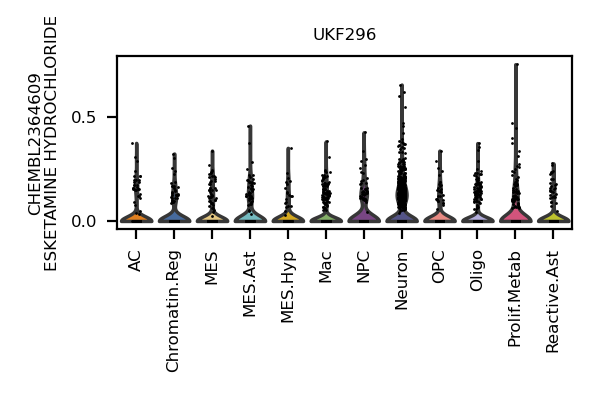 UKF296
CHEMBL2364609
ESKETAMINE HYDROCHLORIDE
0.5
0.0
AC
Chromatin.Reg
MES
MES.Ast
MES.Hyp
Mac
NPC
Neuron
OPC
Oligo
Prolif.Metab
Reactive.Ast